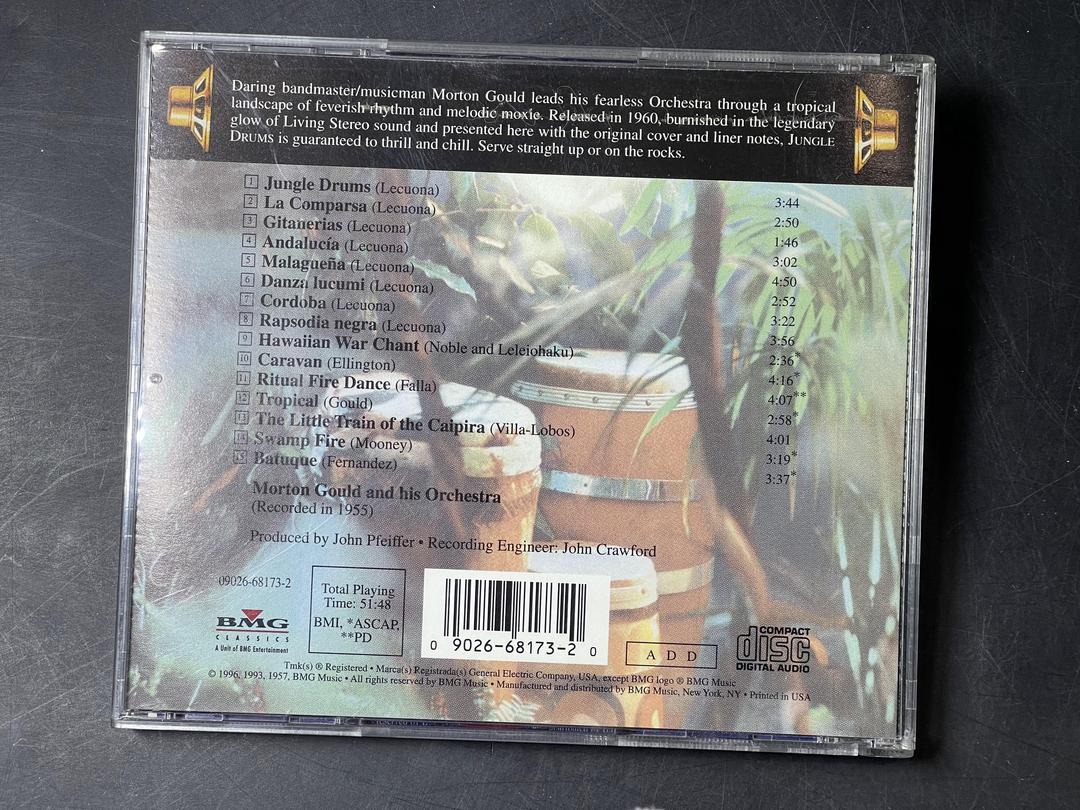 Daring bandmaster/musicman Morton Gould leads his fearless Orchestra through a tropical
landscape of feverish rhythm and melodic moxie. Released in 1960, burnished in the legendary
glow of Living Stereo sound and presented here with the original cover and liner notes, JUNGLE
DRUMS is guaranteed to thrill and chill. Serve straight up or on the rocks.
1 Jungle Drums (Lecuona) 3:44
2 La Comparsa (Lecuona) 2:50
3 Gitanerias (Lecuona) 1:46
4 Andalucía (Lecuona) 3:02
5 Malagueña (Lecuona) 4:50
6 Danza lucumi (Lecuona) 2:52
7 Cordoba (Lecuona) 3:22
8 Rapsodia negra (Lecuona) 3:56
9 Hawaiian War Chant (Noble and Leleiohaku) 2:36*
10 Caravan (Ellington) 4:16*
11 Ritual Fire Dance (Falla) 4:07**
12 Tropical (Gould) 2:58*
13 The Little Train of the Caipira (Villa-Lobos) 4:01
14 Swamp Fire (Mooney) 3:19*
15 Batuque (Fernandez) 3:37*
Morton Gould and his Orchestra
(Recorded in 1955)
Produced by John Pfeiffer • Recording Engineer: John Crawford
09026-68173-2
BMG
CLASSICS
A Unit of BMG Entertainment
Total Playing
Time: 51:48
BMI, *ASCAP,
**PD
0 9026-68173-2 0
A D D
COMPACT
disc
DIGITAL AUDIO
Tmk(s) ® Registered • Marca(s) Registrada(s) General Electric Company, USA, except BMG logo ® BMG Music
© 1996, 1993, 1957, BMG Music • All rights reserved by BMG Music • Manufactured and distributed by BMG Music, New York, NY • Printed in USA